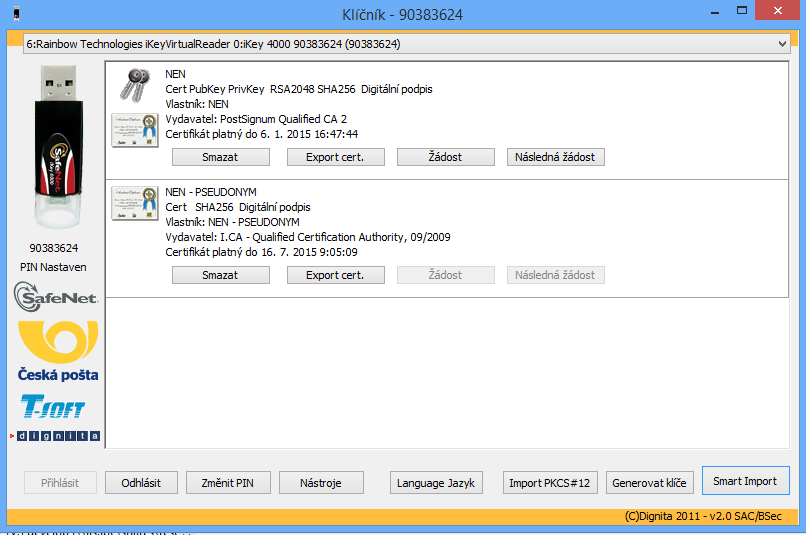 Klíčník - 90383624
6:Rainbow Technologies iKeyVirtualReader 0:iKey 4000 90383624 (90383624)
NEN
Cert PubKey PrivKey RSA2048 SHA256 Digitální podpis
Vlastník: NEN
Vydavatel: PostSignum Qualified CA 2
Certifikát platný do 6. 1. 2015 16:47:44
Smazat Export cert. Žádost Následná žádost
NEN - PSEUDONYM
Cert SHA256 Digitální podpis
Vlastník: NEN - PSEUDONYM
Vydavatel: I.CA - Qualified Certification Authority, 09/2009
Certifikát platný do 16. 7. 2015 9:05:09
Smazat Export cert. Žádost Následná žádost
SafeNet
90383624
PIN Nastaven
SafeNet.
Česká pošta
T-SOFT
dignita
Přihlásit Odhlásit Změnit PIN Nástroje Language Jazyk Import PKCS#12 Generovat klíče Smart Import
(C)Dignita 2011 - v2.0 SAC/BSec